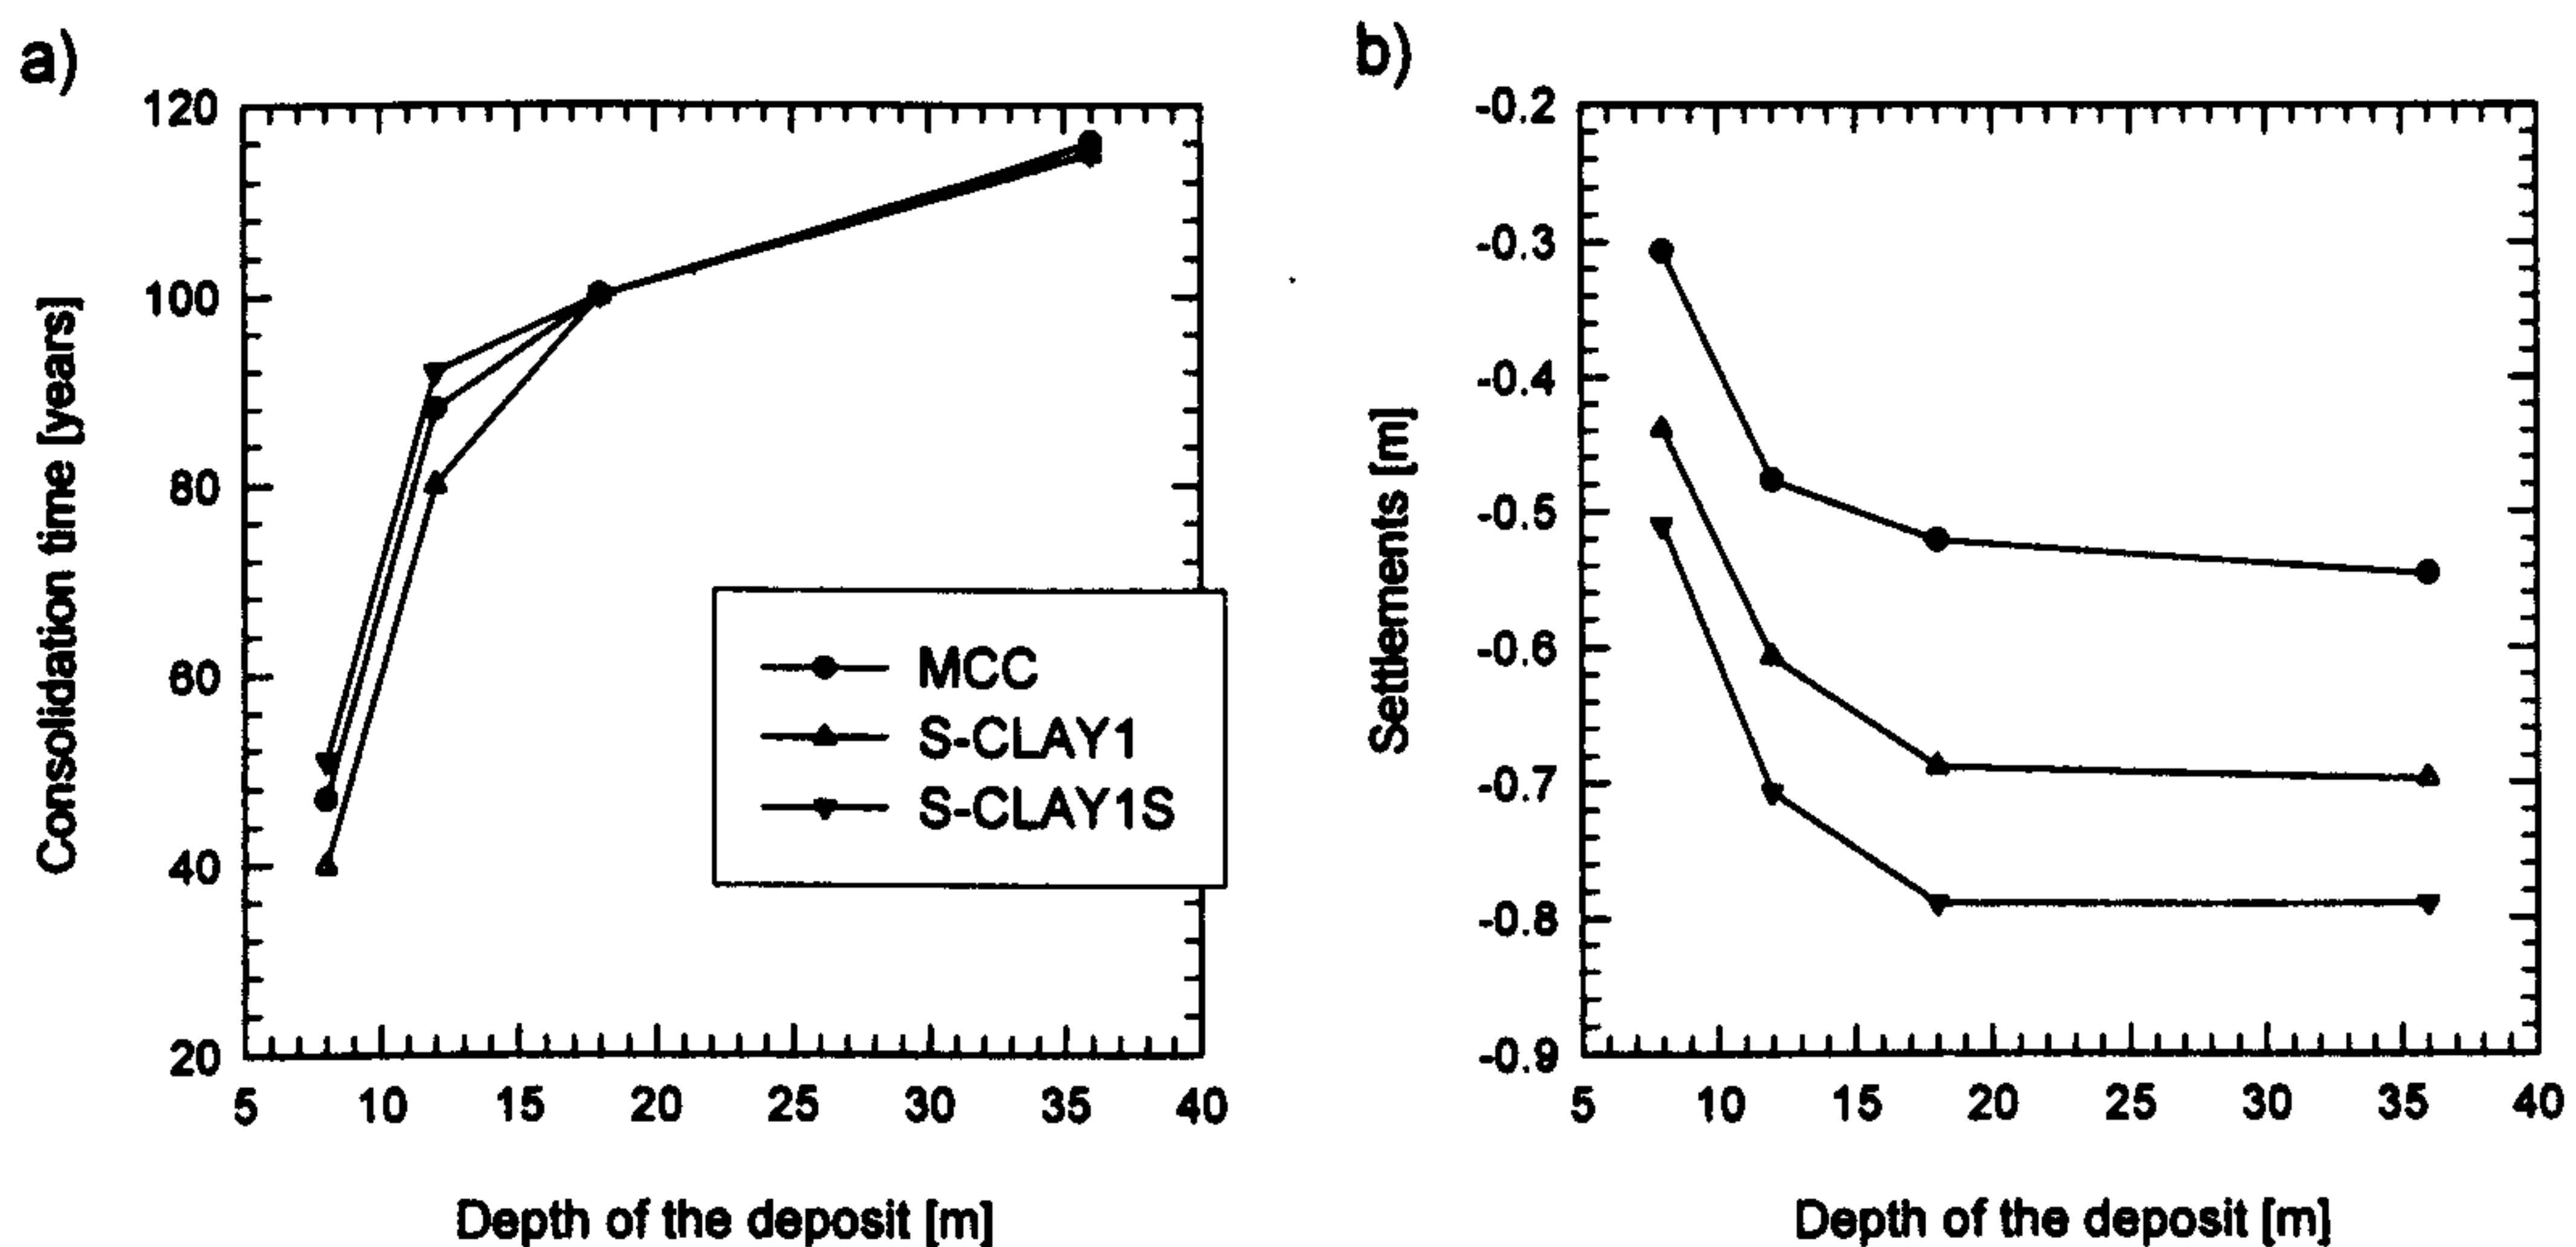 a)
Consolidation time [years]
120
100
80
60
40
20
5 10 15 20 25 30 35 40
Depth of the deposit [m]
MCC
S-CLAY1
S-CLAY1S
b)
Settlements [m]
-0.2
-0.3
-0.4
-0.5
-0.6
-0.7
-0.8
-0.9
5 10 15 20 25 30 35 40
Depth of the deposit [m]